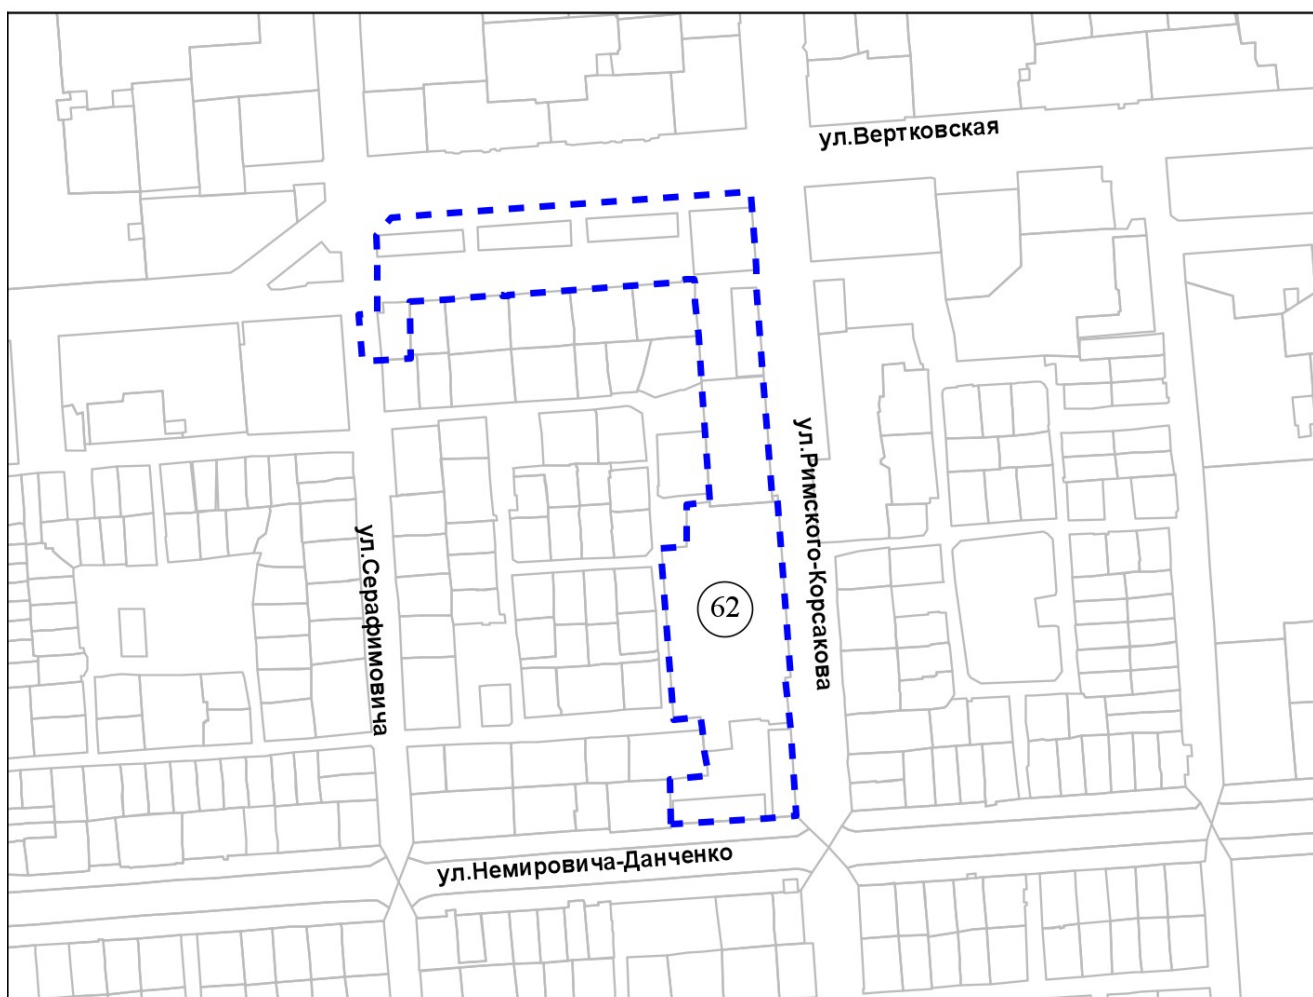 ул.Вертковская
ул.Римского-Корсакова
ул.Серафимовича
62
ул.Немировича-Данченко